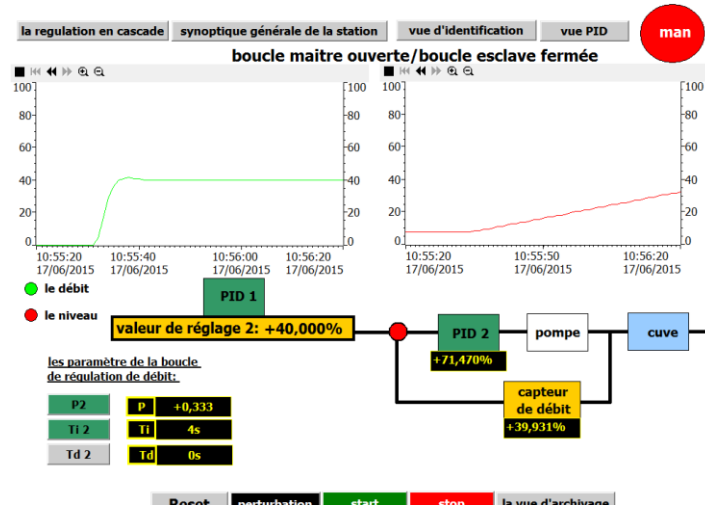 la regulation en cascade synoptique générale de la station vue d'identification vue PID man
boucle maitre ouverte/boucle esclave fermée
100 100 100 100
80 80 80 80
60 60 60 60
40 40 40 40
20 20 20 20
0 0 0 0
10:55:20 10:55:40 10:56:00 10:56:20 10:55:20 10:55:50 10:56:20
17/06/2015 17/06/2015 17/06/2015 17/06/2015 17/06/2015 17/06/2015 17/06/2015
le débit
PID 1
le niveau
valeur de réglage 2: +40,000% PID 2 pompe cuve
+71,470%
les paramètre de la boucle
de régulation de débit:
capteur
de débit
+39,931%
P2 P +0,333
Ti 2 Ti 4s
Td 2 Td 0s
Reset perturbation start stop la vue d'archivage